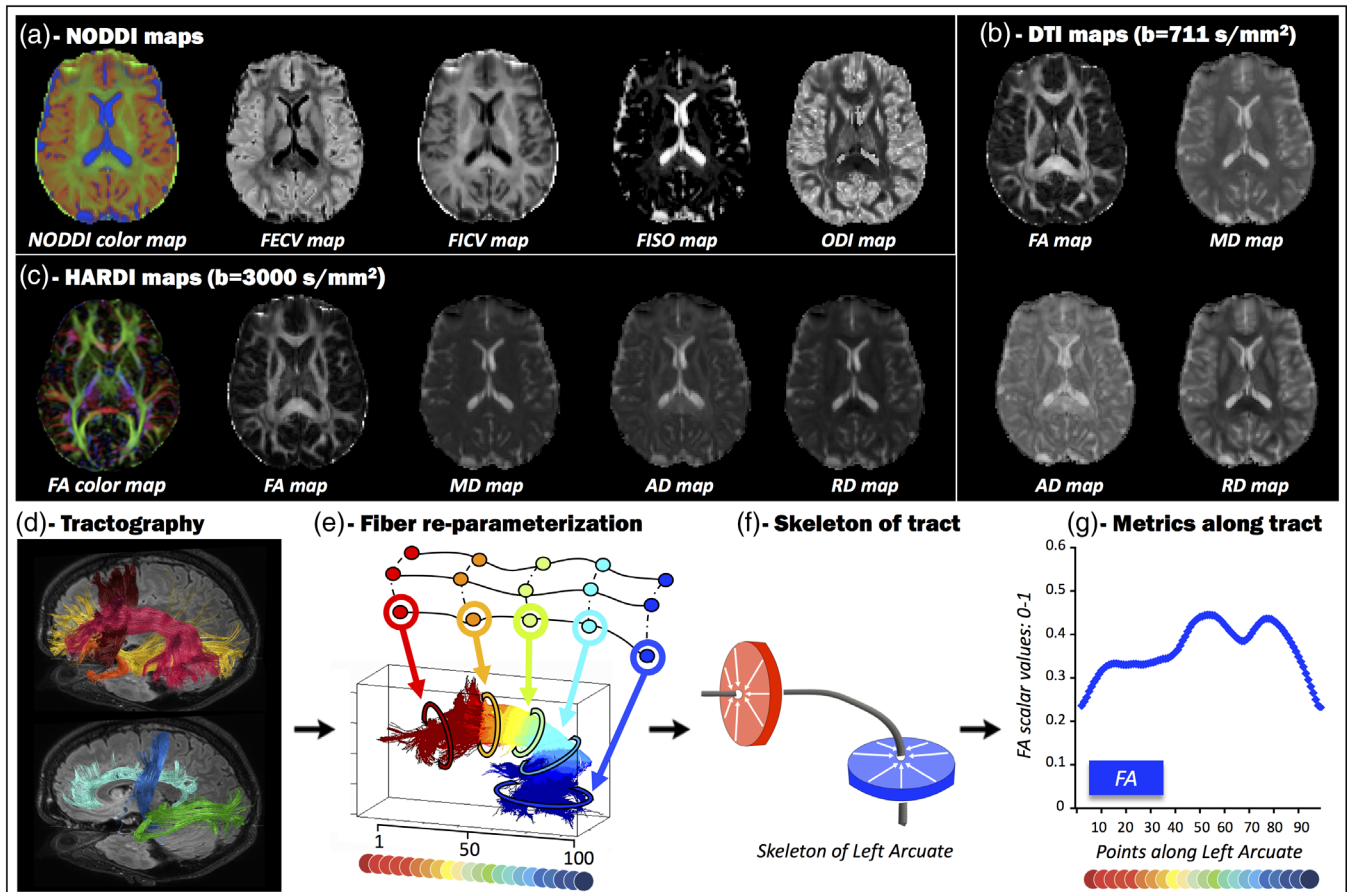 (a)- NODDI maps
NODDI color map
FECV map
FICV map
FISO map
ODI map
(b)- DTI maps (b=711 s/mm²)
FA map
MD map
AD map
RD map
(c)- HARDI maps (b=3000 s/mm²)
FA color map
FA map
MD map
AD map
RD map
(d)- Tractography
(e)- Fiber re-parameterization
1
50
100
(f)- Skeleton of tract
Skeleton of Left Arcuate
(g)- Metrics along tract
FA scalar values: 0-1
0.6
0.5
0.4
0.3
0.2
0.1
0
FA
10 20 30 40 50 60 70 80 90
Points along Left Arcuate